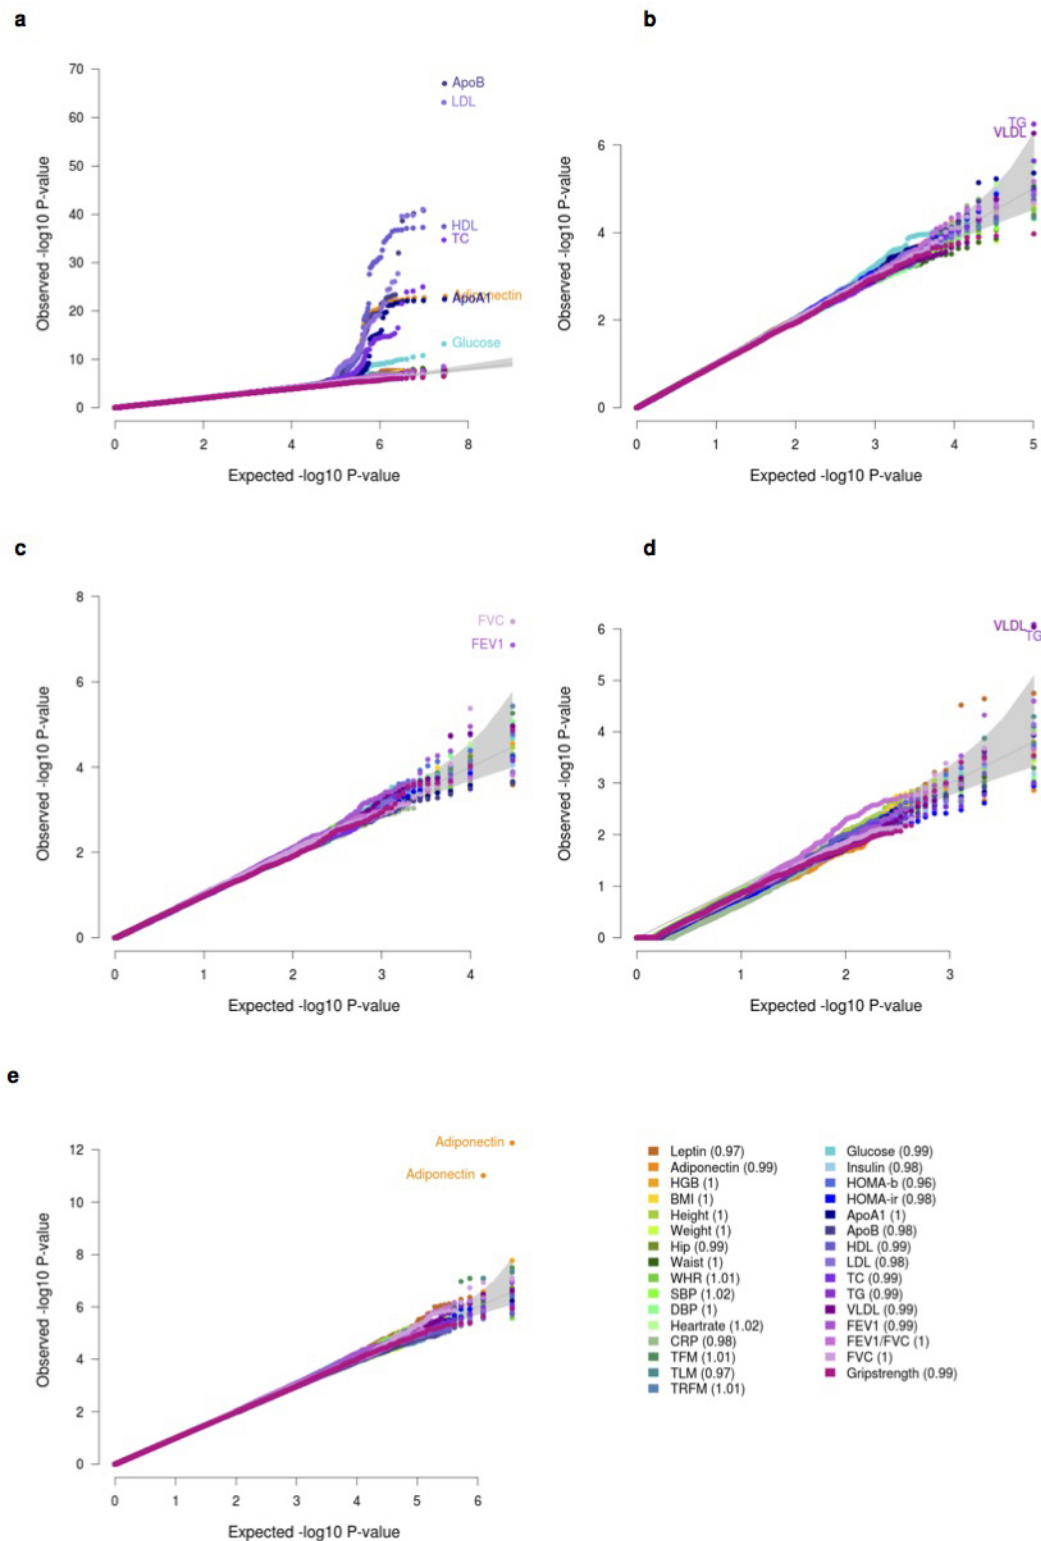 a
70
60
50
40
30
20
10
0
0 2 4 6 8
Observed -log10 P-value
Expected -log10 P-value
ApoB
LDL
HDL
TC
Adiponectin
ApoA1
Glucose
b
6
4
2
0
0 1 2 3 4 5
Observed -log10 P-value
Expected -log10 P-value
TG
VLDL
c
8
6
4
2
0
0 1 2 3 4
Observed -log10 P-value
Expected -log10 P-value
FVC
FEV1
d
6
5
4
3
2
1
0
0 1 2 3
Observed -log10 P-value
Expected -log10 P-value
VLDL
TG
e
12
10
8
6
4
2
0
0 1 2 3 4 5 6
Observed -log10 P-value
Expected -log10 P-value
Adiponectin
Adiponectin
Leptin (0.97)
Adiponectin (0.99)
HGB (1)
BMI (1)
Height (1)
Weight (1)
Hip (0.99)
Waist (1)
WHR (1.01)
SBP (1.02)
DBP (1)
Heartrate (1.02)
CRP (0.98)
TFM (1.01)
TLM (0.97)
TRFM (1.01)
Glucose (0.99)
Insulin (0.98)
HOMA-b (0.96)
HOMA-ir (0.98)
ApoA1 (1)
ApoB (0.98)
HDL (0.99)
LDL (0.98)
TC (0.99)
TG (0.99)
VLDL (0.99)
FEV1 (0.99)
FEV1/FVC (1)
FVC (1)
Gripstrength (0.99)